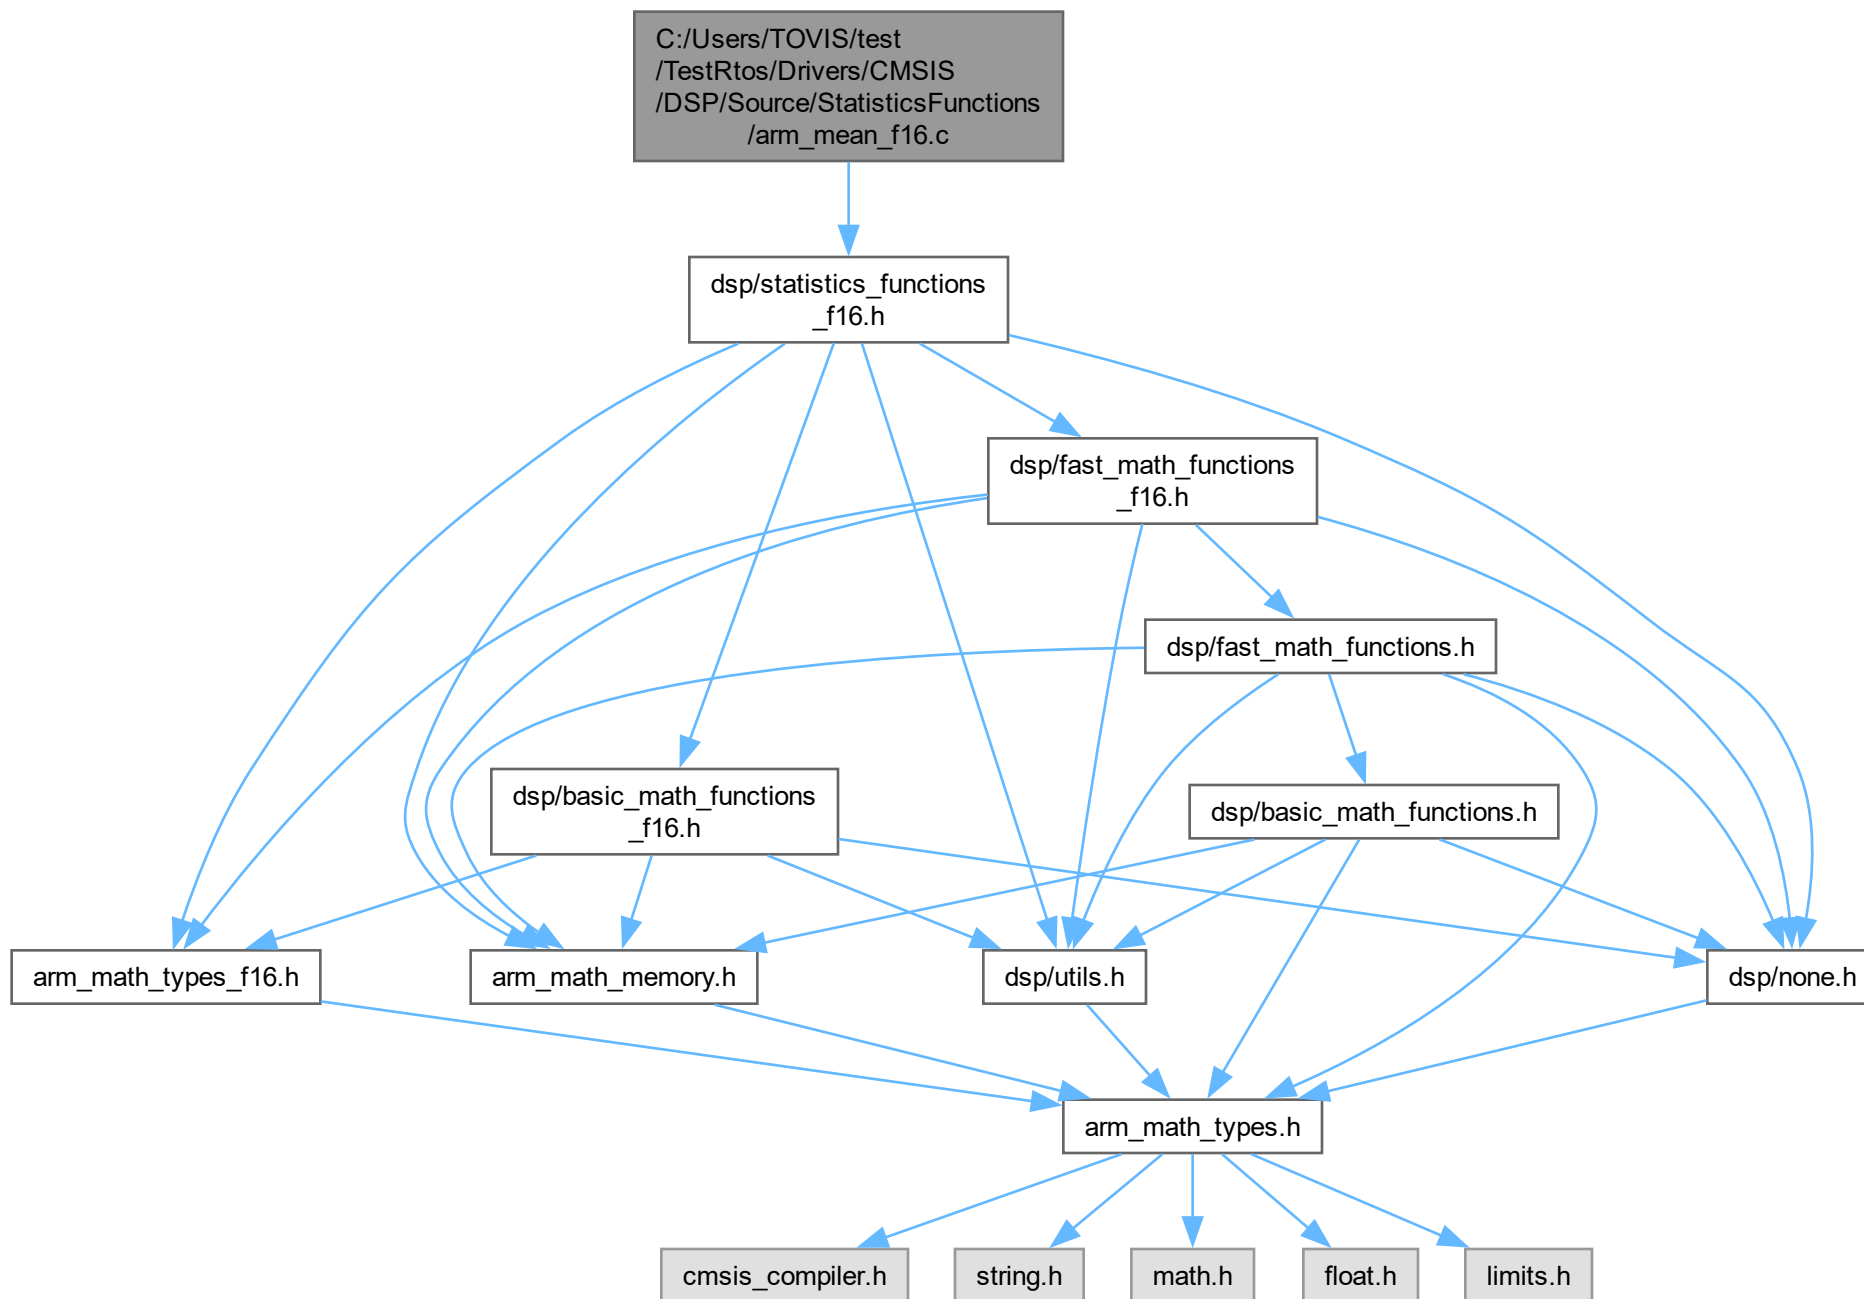 C:/Users/TOVIS/test
/TestRtos/Drivers/CMSIS
/DSP/Source/StatisticsFunctions
/arm_mean_f16.c
dsp/statistics_functions
_f16.h
dsp/fast_math_functions
_f16.h
dsp/fast_math_functions.h
dsp/basic_math_functions
_f16.h
dsp/basic_math_functions.h
arm_math_types_f16.h
arm_math_memory.h
dsp/utils.h
dsp/none.h
arm_math_types.h
cmsis_compiler.h
string.h
math.h
float.h
limits.h